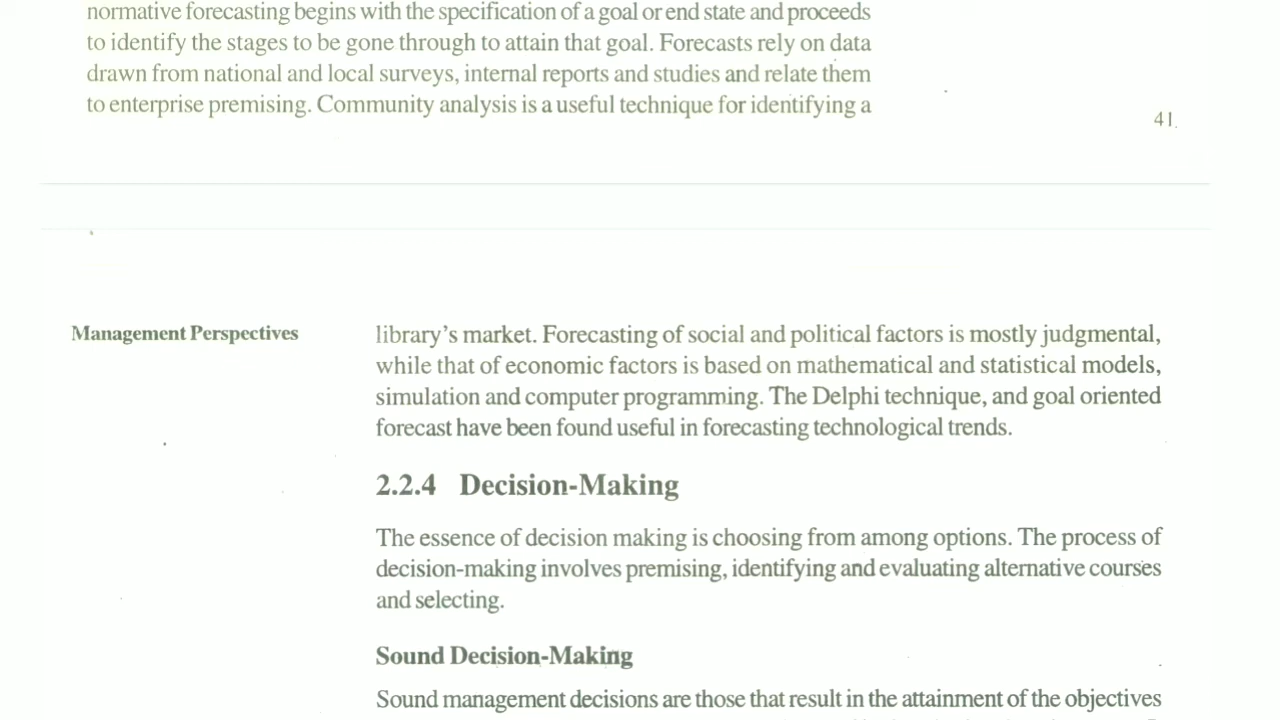 normative forecasting begins with the specification of a goal or end state and proceeds
to identify the stages to be gone through to attain that goal. Forecasts rely on data
drawn from national and local surveys, internal reports and studies and relate them
to enterprise premising. Community analysis is a useful technique for identifying a
41
Management Perspectives
library's market. Forecasting of social and political factors is mostly judgmental,
while that of economic factors is based on mathematical and statistical models,
simulation and computer programming. The Delphi technique, and goal oriented
forecast have been found useful in forecasting technological trends.
2.2.4 Decision-Making
The essence of decision making is choosing from among options. The process of
decision-making involves premising, identifying and evaluating alternative courses
and selecting.
Sound Decision-Making
Sound management decisions are those that result in the attainment of the objectives